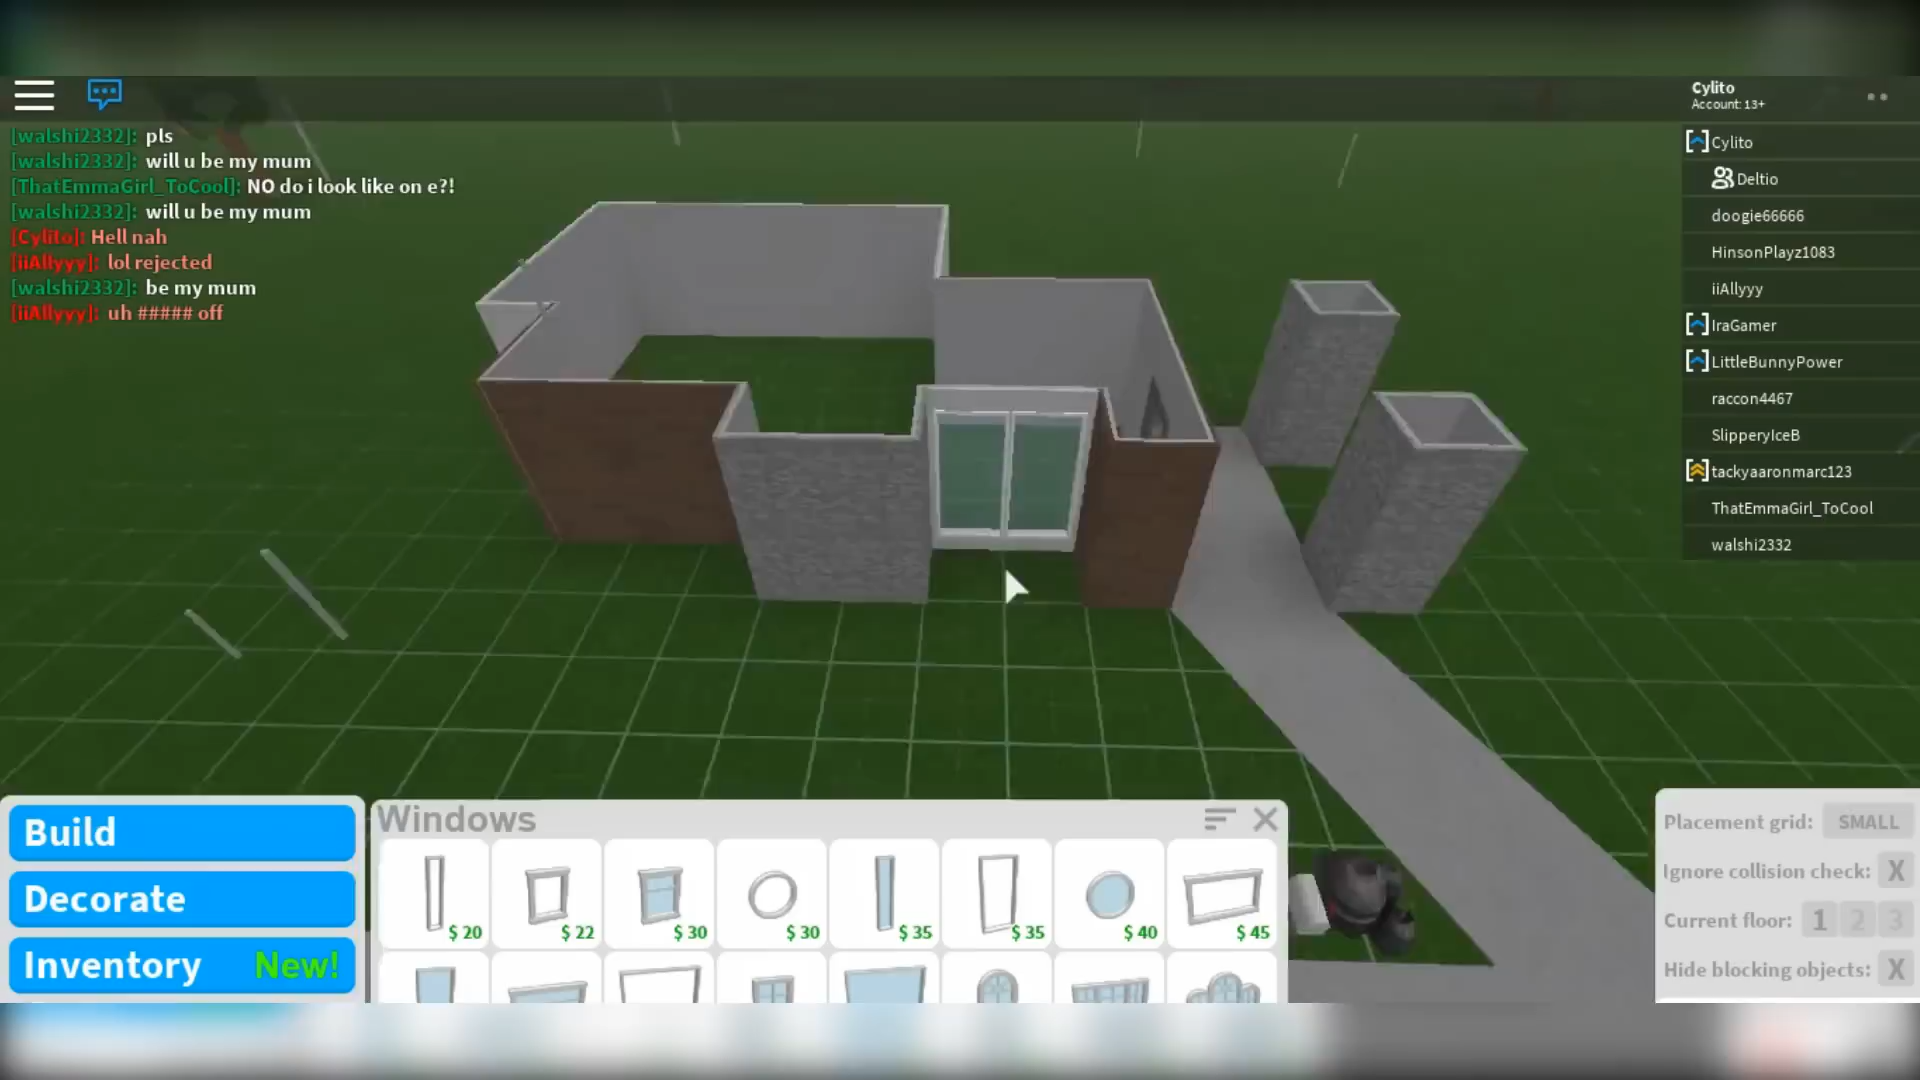 Cylito
Account: 13+
[walshi2332]: pls
[walshi2332]: will u be my mum
[ThatEmmaGirl_ToCool]: NO do i look like on e?!
[walshi2332]: will u be my mum
[Cylito]: Hell nah
[iiAllyyy]: lol rejected
[walshi2332]: be my mum
[iiAllyyy]: uh ##### off
Cylito
Deltio
doogie66666
HinsonPlayz1083
iiAllyyy
IraGamer
LittleBunnyPower
raccon4467
SlipperyIceB
tackyaaronmarc123
ThatEmmaGirl_ToCool
walshi2332
Build
Decorate
Inventory New!
Windows
$ 20 $ 22 $ 30 $ 30 $ 35 $ 35 $ 40 $ 45
Placement grid: SMALL
Ignore collision check: X
Current floor: 1 2 3
Hide blocking objects: X